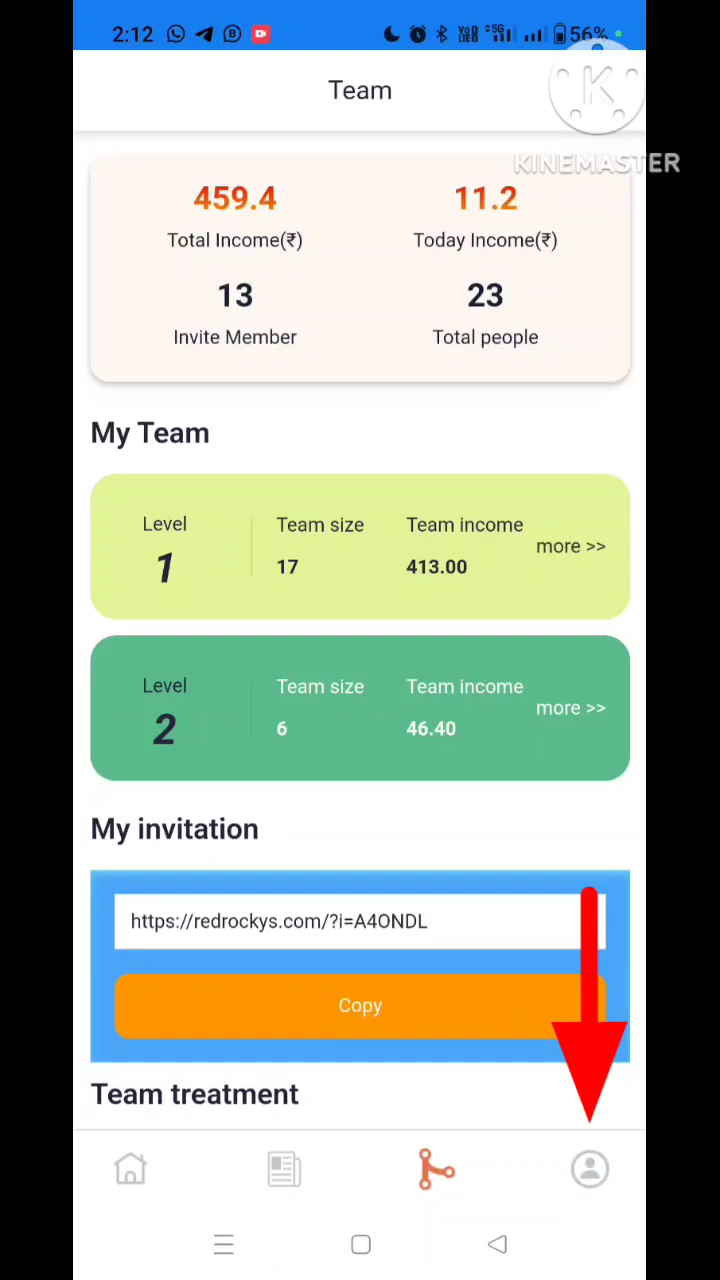 2:12
5G
56%
Team
K
KINEMASTER
459.4
11.2
Total Income(₹)
Today Income(₹)
13
23
Invite Member
Total people
My Team
Level
Team size
Team income
1
17
413.00
more >>
Level
Team size
Team income
2
6
46.40
more >>
My invitation
https://redrockys.com/?i=A4ONDL
Copy
Team treatment